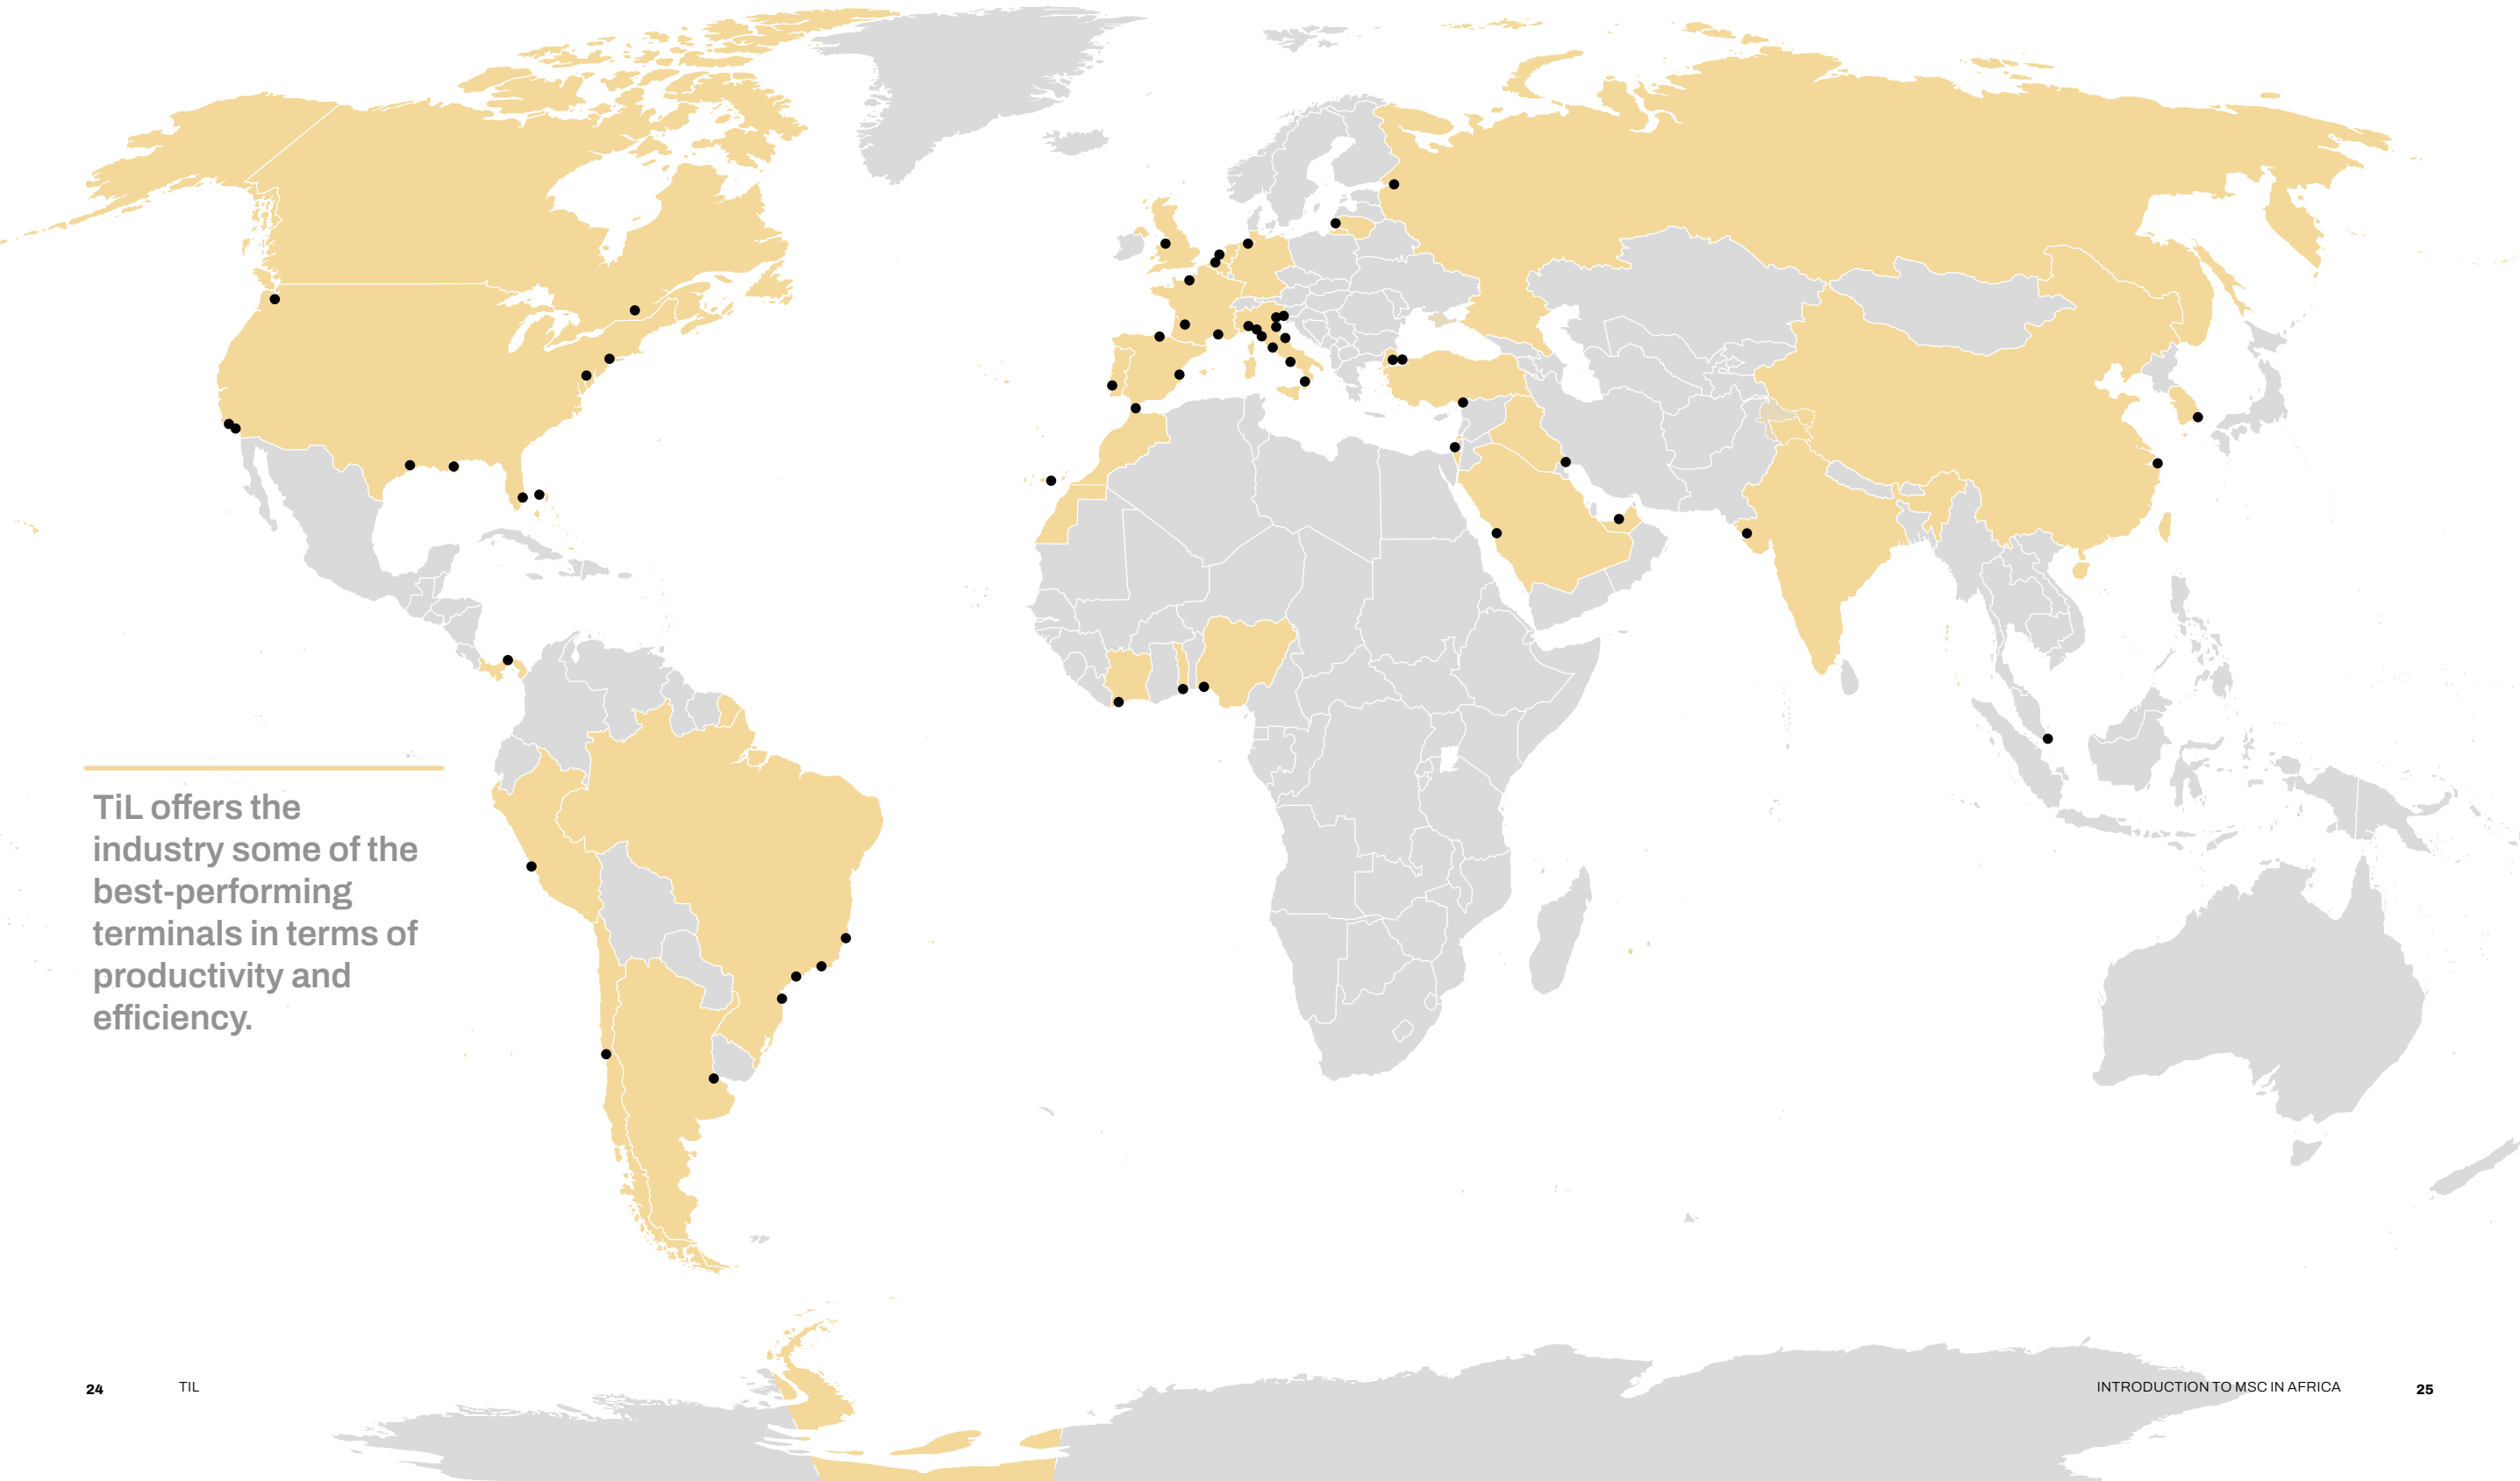 TiL offers the
industry some of the
best-performing
terminals in terms of
productivity and
efficiency.
24 TIL
INTRODUCTION TO MSC IN AFRICA 25